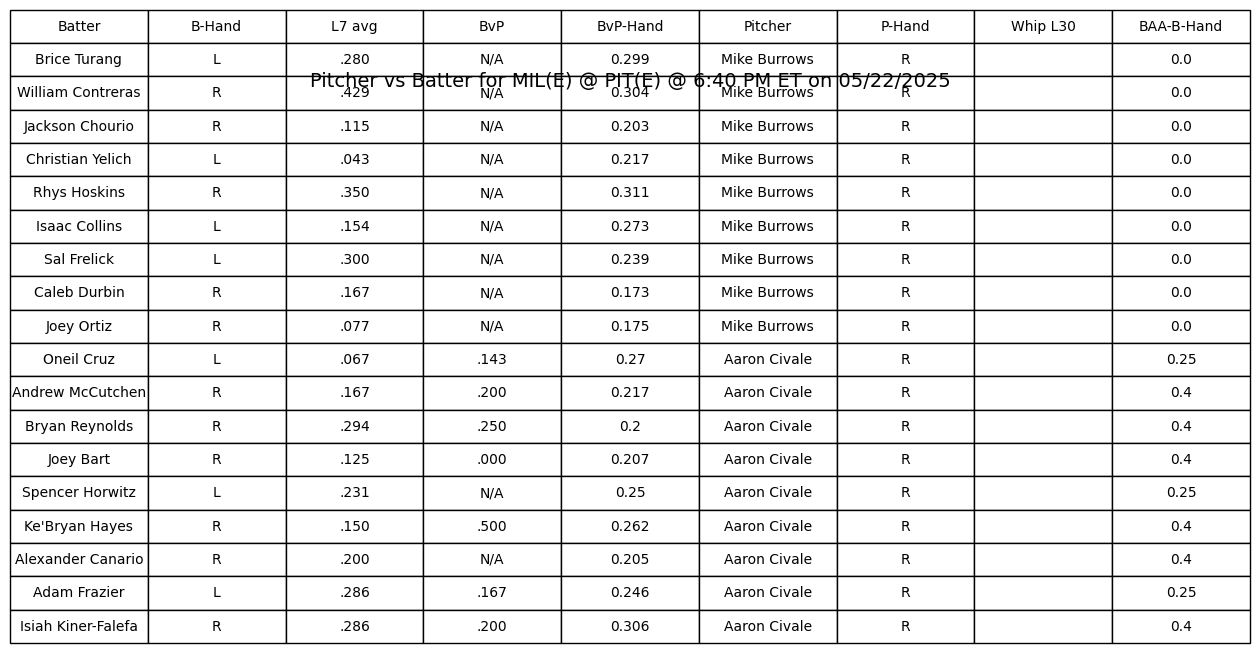 Batter B-Hand L7 avg BvP BvP-Hand Pitcher P-Hand Whip L30 BAA-B-Hand
Brice Turang L .280 N/A 0.299 Mike Burrows R 0.0
Pitcher vs Batter for MIL(E) @ PIT(E) @ 6:40 PM ET on 05/22/2025
William Contreras R .429 N/A 0.304 Mike Burrows R 0.0
Jackson Chourio R .115 N/A 0.203 Mike Burrows R 0.0
Christian Yelich L .043 N/A 0.217 Mike Burrows R 0.0
Rhys Hoskins R .350 N/A 0.311 Mike Burrows R 0.0
Isaac Collins L .154 N/A 0.273 Mike Burrows R 0.0
Sal Frelick L .300 N/A 0.239 Mike Burrows R 0.0
Caleb Durbin R .167 N/A 0.173 Mike Burrows R 0.0
Joey Ortiz R .077 N/A 0.175 Mike Burrows R 0.0
Oneil Cruz L .067 .143 0.27 Aaron Civale R 0.25
Andrew McCutchen R .167 .200 0.217 Aaron Civale R 0.4
Bryan Reynolds R .294 .250 0.2 Aaron Civale R 0.4
Joey Bart R .125 .000 0.207 Aaron Civale R 0.4
Spencer Horwitz L .231 N/A 0.25 Aaron Civale R 0.25
Ke'Bryan Hayes R .150 .500 0.262 Aaron Civale R 0.4
Alexander Canario R .200 N/A 0.205 Aaron Civale R 0.4
Adam Frazier L .286 .167 0.246 Aaron Civale R 0.25
Isiah Kiner-Falefa R .286 .200 0.306 Aaron Civale R 0.4